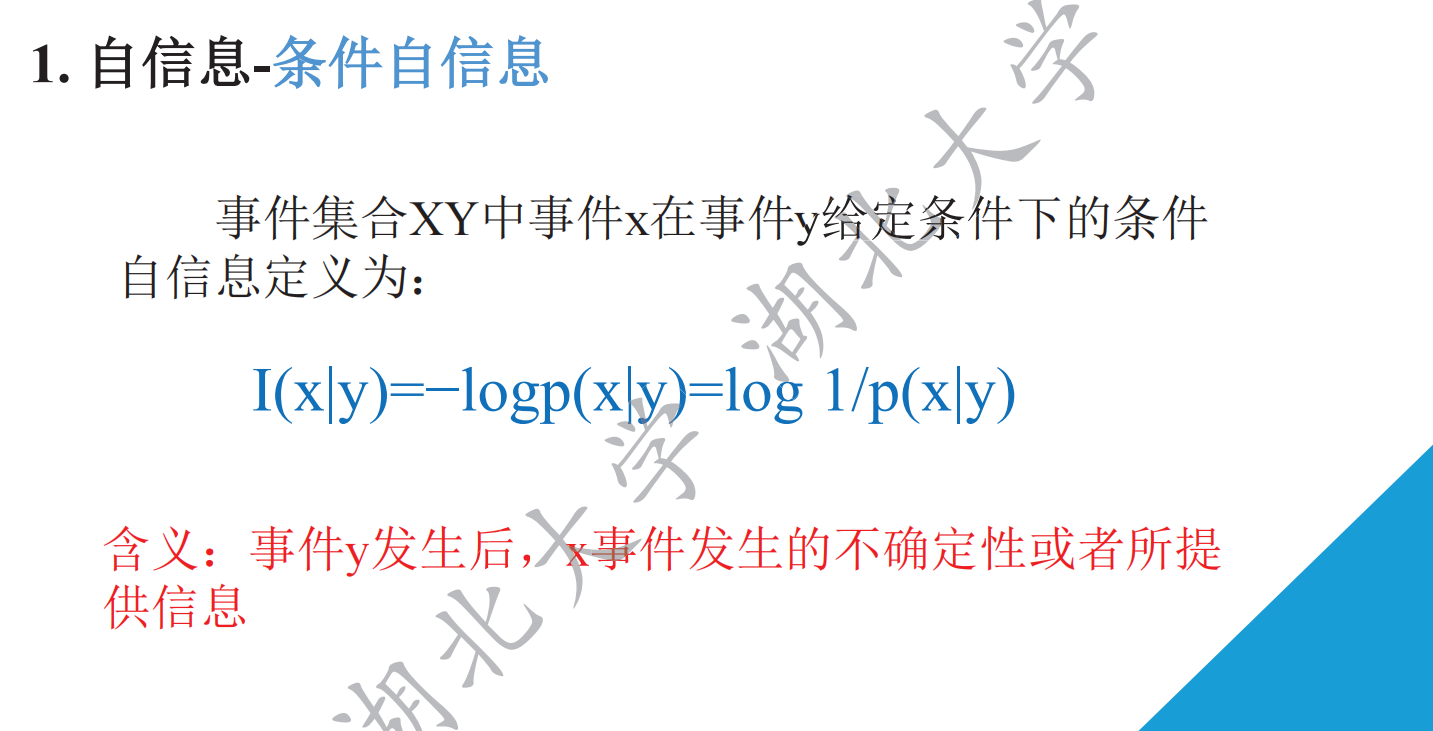 1. 自信息-条件自信息
事件集合XY中事件x在事件y给定条件下的条件
自信息定义为：
I(x|y)=−logp(x|y)=log 1/p(x|y)
含义：事件y发生后，x事件发生的不确定性或者所提
供信息
湖北大学
湖北大学